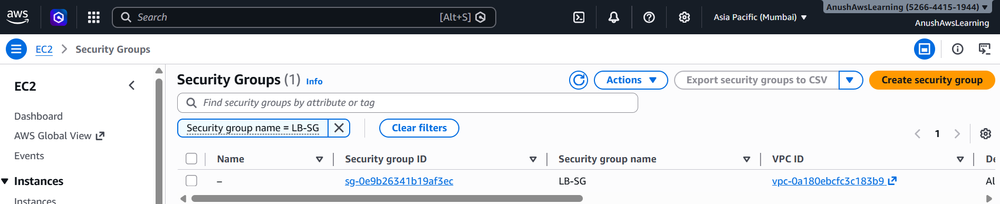 aws
Search [Alt+S]
Asia Pacific (Mumbai)
AnushAwsLearning (5266-4415-1944)
AnushAwsLearning
EC2 Security Groups
EC2
Dashboard
AWS Global View
Events
Instances
Instances
Security Groups (1) Info
Actions
Export security groups to CSV
Create security group
Find security groups by attribute or tag
Security group name = LB-SG
Clear filters
1
Name Security group ID Security group name VPC ID De
– sg-0e9b26341b19af3ec LB-SG vpc-0a180ebcfc3c183b9 Al